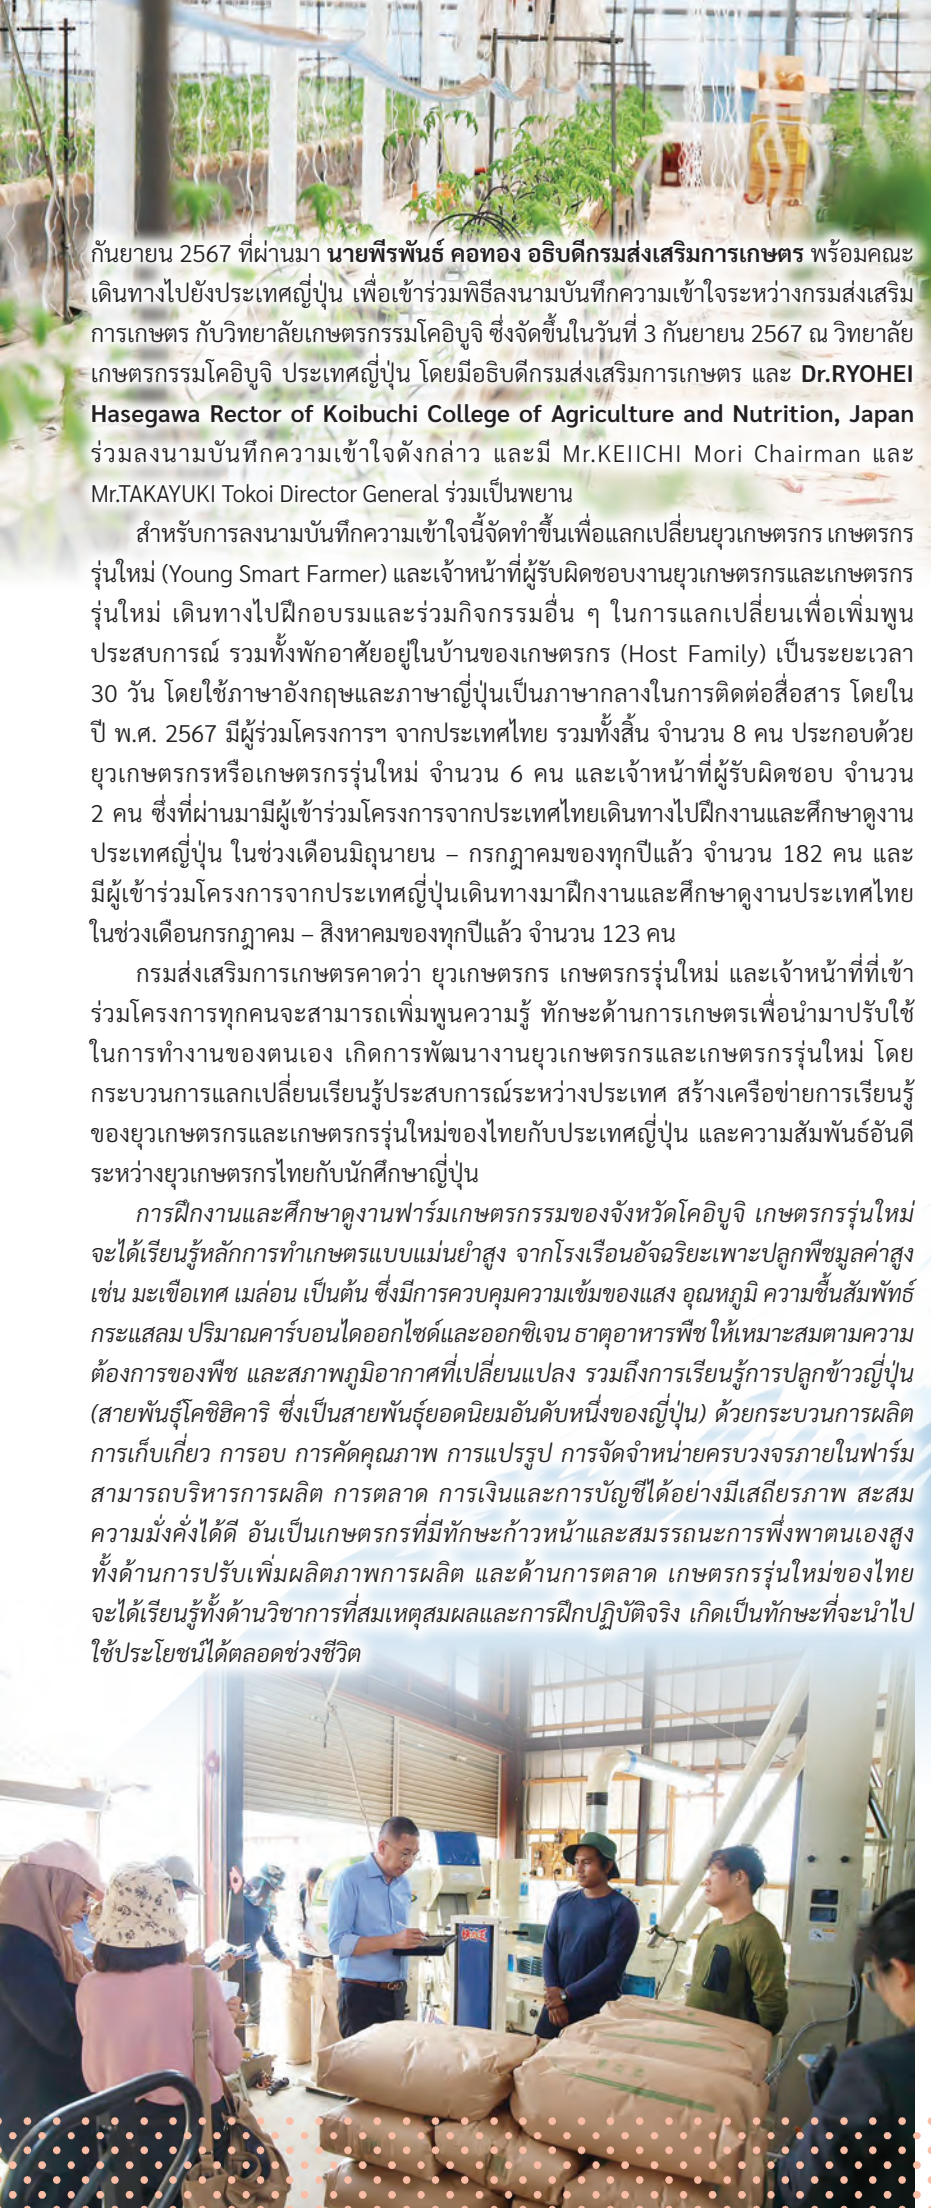 กันยายน 2567 ที่ผ่านมา นายพีรพันธ์ คอทอง อธิบดีกรมส่งเสริมการเกษตร พร้อมคณะ
เดินทางไปยังประเทศญี่ปุ่น เพื่อเข้าร่วมพิธีลงนามบันทึกความเข้าใจระหว่างกรมส่งเสริม
การเกษตร กับวิทยาลัยเกษตรกรรมโคอิบูจิ ซึ่งจัดขึ้นในวันที่ 3 กันยายน 2567 ณ วิทยาลัย
เกษตรกรรมโคอิบูจิ ประเทศญี่ปุ่น โดยมีอธิบดีกรมส่งเสริมการเกษตร และ Dr.RYOHEI
Hasegawa Rector of Koibuchi College of Agriculture and Nutrition, Japan
ร่วมลงนามบันทึกความเข้าใจดังกล่าว และมี Mr.KEIICHI Mori Chairman และ
Mr.TAKAYUKI Tokoi Director General ร่วมเป็นพยาน
สำหรับการลงนามบันทึกความเข้าใจนี้จัดทำขึ้นเพื่อแลกเปลี่ยนยุวเกษตรกร เกษตรกร
รุ่นใหม่ (Young Smart Farmer) และเจ้าหน้าที่ผู้รับผิดชอบงานยุวเกษตรกรและเกษตรกร
รุ่นใหม่ เดินทางไปฝึกอบรมและร่วมกิจกรรมอื่น ๆ ในการแลกเปลี่ยนเพื่อเพิ่มพูน
ประสบการณ์ รวมทั้งพักอาศัยอยู่ในบ้านของเกษตรกร (Host Family) เป็นระยะเวลา
30 วัน โดยใช้ภาษาอังกฤษและภาษาญี่ปุ่นเป็นภาษากลางในการติดต่อสื่อสาร โดยใน
ปี พ.ศ. 2567 มีผู้ร่วมโครงการฯ จากประเทศไทย รวมทั้งสิ้น จำนวน 8 คน ประกอบด้วย
ยุวเกษตรกรหรือเกษตรกรรุ่นใหม่ จำนวน 6 คน และเจ้าหน้าที่ผู้รับผิดชอบ จำนวน
2 คน ซึ่งที่ผ่านมามีผู้เข้าร่วมโครงการจากประเทศไทยเดินทางไปฝึกงานและศึกษาดูงาน
ประเทศญี่ปุ่น ในช่วงเดือนมิถุนายน – กรกฎาคมของทุกปีแล้ว จำนวน 182 คน และ
มีผู้เข้าร่วมโครงการจากประเทศญี่ปุ่นเดินทางมาฝึกงานและศึกษาดูงานประเทศไทย
ในช่วงเดือนกรกฎาคม – สิงหาคมของทุกปีแล้ว จำนวน 123 คน
กรมส่งเสริมการเกษตรคาดว่า ยุวเกษตรกร เกษตรกรรุ่นใหม่ และเจ้าหน้าที่ที่เข้า
ร่วมโครงการทุกคนจะสามารถเพิ่มพูนความรู้ ทักษะด้านการเกษตรเพื่อนำมาปรับใช้
ในการทำงานของตนเอง เกิดการพัฒนางานยุวเกษตรกรและเกษตรกรรุ่นใหม่ โดย
กระบวนการแลกเปลี่ยนเรียนรู้ประสบการณ์ระหว่างประเทศ สร้างเครือข่ายการเรียนรู้
ของยุวเกษตรกรและเกษตรกรรุ่นใหม่ของไทยกับประเทศญี่ปุ่น และความสัมพันธ์อันดี
ระหว่างยุวเกษตรกรไทยกับนักศึกษาญี่ปุ่น
การฝึกงานและศึกษาดูงานฟาร์มเกษตรกรรมของจังหวัดโคอิบูจิ เกษตรกรรุ่นใหม่
จะได้เรียนรู้หลักการทำเกษตรแบบแม่นยำสูง จากโรงเรือนอัจฉริยะเพาะปลูกพืชมูลค่าสูง
เช่น มะเขือเทศ เมล่อน เป็นต้น ซึ่งมีการควบคุมความเข้มของแสง อุณหภูมิ ความชื้นสัมพัทธ์
กระแสลม ปริมาณคาร์บอนไดออกไซด์และออกซิเจน ธาตุอาหารพืช ให้เหมาะสมตามความ
ต้องการของพืช และสภาพภูมิอากาศที่เปลี่ยนแปลง รวมถึงการเรียนรู้การปลูกข้าวญี่ปุ่น
(สายพันธุ์โคชิฮิคาริ ซึ่งเป็นสายพันธุ์ยอดนิยมอันดับหนึ่งของญี่ปุ่น) ด้วยกระบวนการผลิต
การเก็บเกี่ยว การอบ การคัดคุณภาพ การแปรรูป การจัดจำหน่ายครบวงจรภายในฟาร์ม
สามารถบริหารการผลิต การตลาด การเงินและการบัญชีได้อย่างมีเสถียรภาพ สะสม
ความมั่งคั่งได้ดี อันเป็นเกษตรกรที่มีทักษะก้าวหน้าและสมรรถนะการพึ่งพาตนเองสูง
ทั้งด้านการปรับเพิ่มผลิตภาพการผลิต และด้านการตลาด เกษตรกรรุ่นใหม่ของไทย
จะได้เรียนรู้ทั้งด้านวิชาการที่สมเหตุสมผลและการฝึกปฏิบัติจริง เกิดเป็นทักษะที่จะนำไป
ใช้ประโยชน์ได้ตลอดช่วงชีวิต